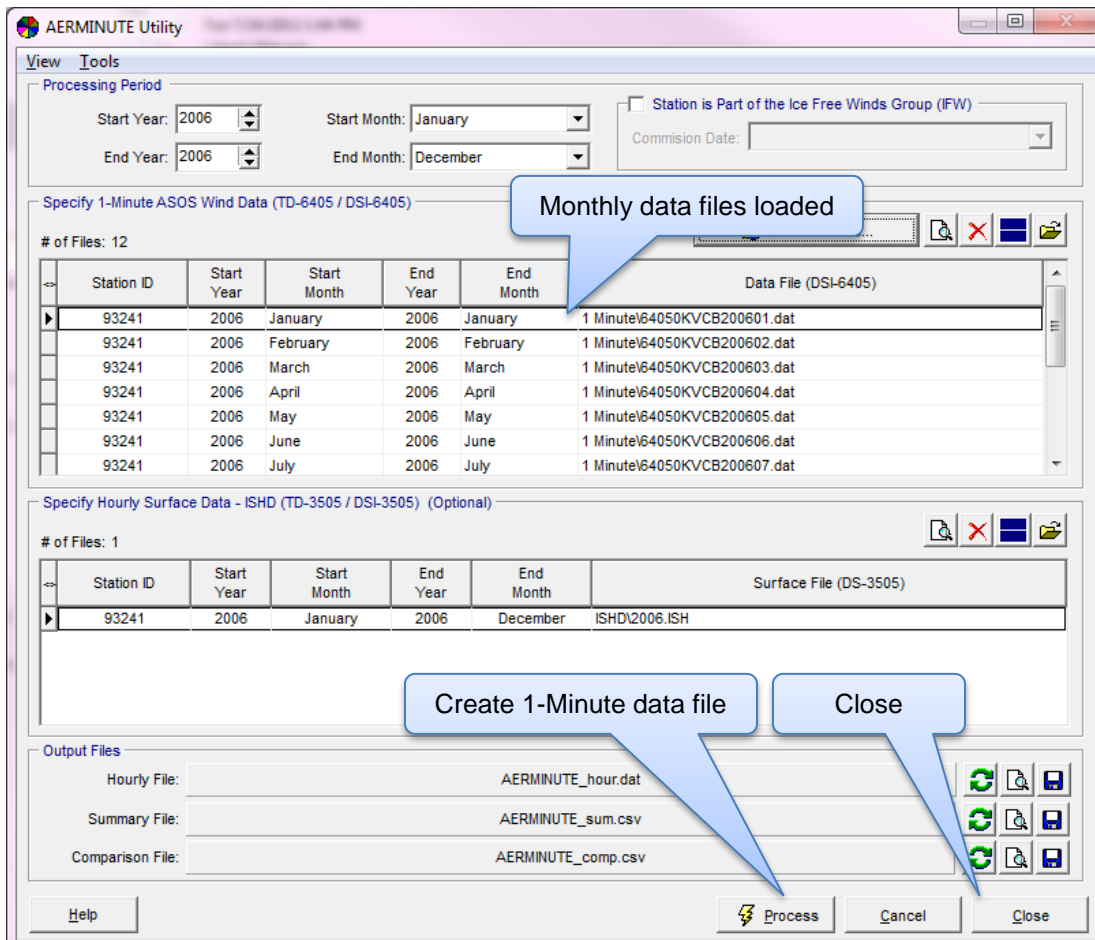 AERMINUTE Utility
View Tools
Processing Period
Start Year: 2006 Start Month: January
End Year: 2006 End Month: December
Station is Part of the Ice Free Winds Group (IFW)
Commision Date:
Specify 1-Minute ASOS Wind Data (TD-6405 / DSI-6405)
Monthly data files loaded
...
# of Files: 12
<> Station ID Start Year Start Month End Year End Month Data File (DSI-6405)
93241 2006 January 2006 January 1 Minute\64050KVCB200601.dat
93241 2006 February 2006 February 1 Minute\64050KVCB200602.dat
93241 2006 March 2006 March 1 Minute\64050KVCB200603.dat
93241 2006 April 2006 April 1 Minute\64050KVCB200604.dat
93241 2006 May 2006 May 1 Minute\64050KVCB200605.dat
93241 2006 June 2006 June 1 Minute\64050KVCB200606.dat
93241 2006 July 2006 July 1 Minute\64050KVCB200607.dat
Specify Hourly Surface Data - ISHD (TD-3505 / DSI-3505) (Optional)
# of Files: 1
<> Station ID Start Year Start Month End Year End Month Surface File (DS-3505)
93241 2006 January 2006 December ISHD\2006.ISH
Create 1-Minute data file
Close
Output Files
Hourly File: AERMINUTE_hour.dat
Summary File: AERMINUTE_sum.csv
Comparison File: AERMINUTE_comp.csv
Help Process Cancel Close